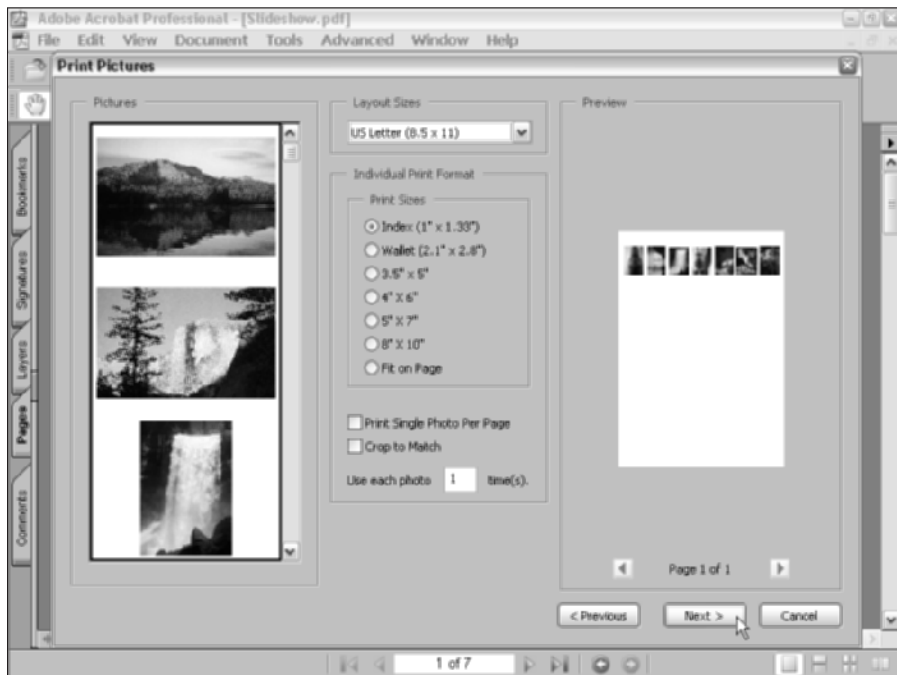 Adobe Acrobat Professional - [Slideshow.pdf]
File Edit View Document Tools Advanced Window Help
Print Pictures
Pictures
Layout Sizes
US Letter (8.5 x 11)
Individual Print Format
Print Sizes
Index (1" x 1.33")
Wallet (2.1" x 2.8")
3.5" x 5"
4" X 6"
5" X 7"
8" X 10"
Fit on Page
Print Single Photo Per Page
Crop to Match
Use each photo 1 time(s).
Preview
Page 1 of 1
< Previous Next > Cancel
Bookmarks
Signatures
Layers
Pages
Comments
1 of 7